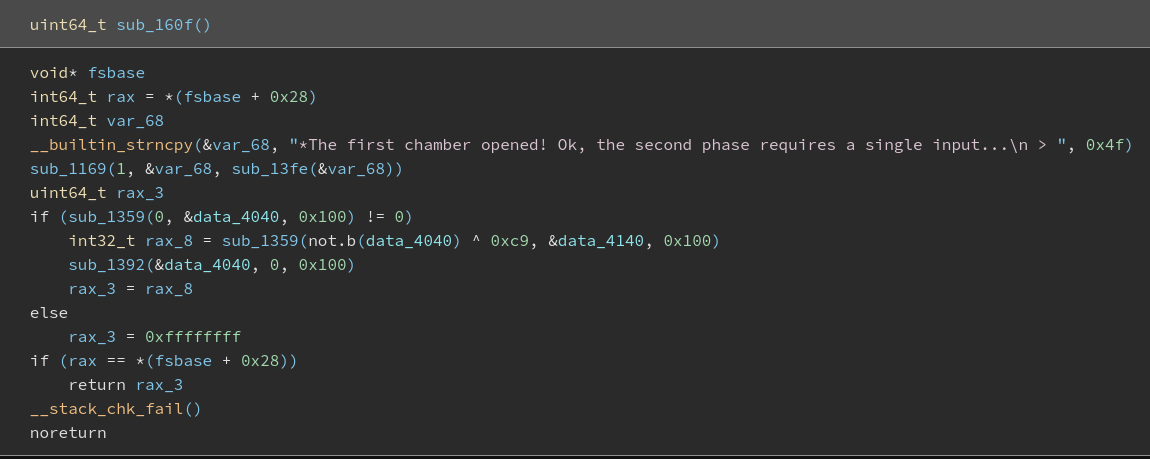 uint64_t sub_160f()
void* fsbase
int64_t rax = *(fsbase + 0x28)
int64_t var_68
__builtin_strncpy(&var_68, "*The first chamber opened! Ok, the second phase requires a single input...\n > ", 0x4f)
sub_1169(1, &var_68, sub_13fe(&var_68))
uint64_t rax_3
if (sub_1359(0, &data_4040, 0x100) != 0)
    int32_t rax_8 = sub_1359(not.b(data_4040) ^ 0xc9, &data_4140, 0x100)
    sub_1392(&data_4040, 0, 0x100)
    rax_3 = rax_8
else
    rax_3 = 0xffffffff
if (rax == *(fsbase + 0x28))
    return rax_3
__stack_chk_fail()
noreturn